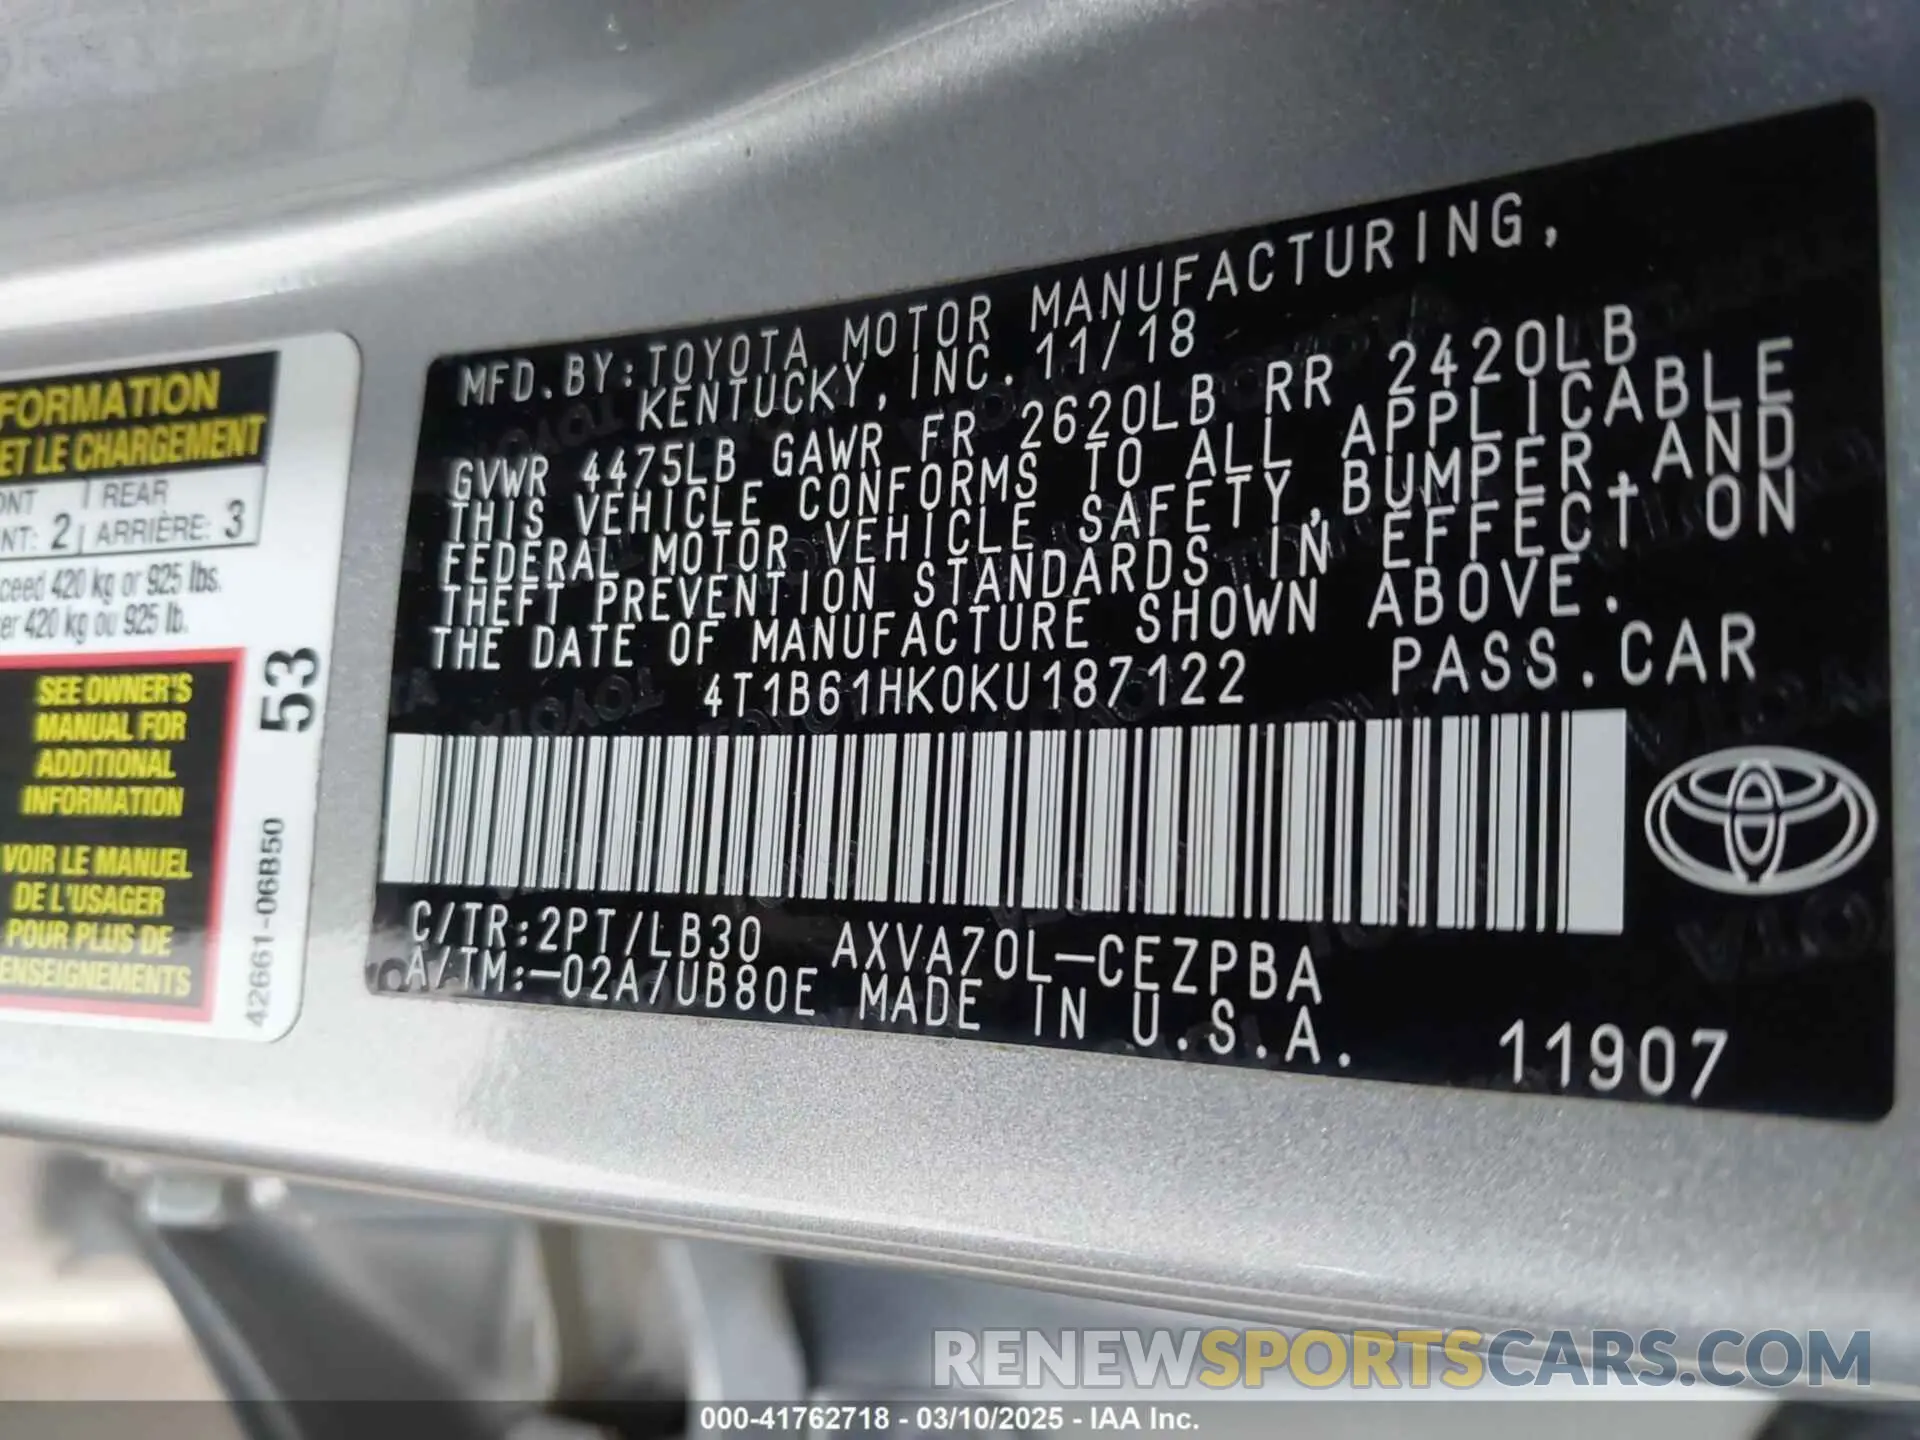 FORMATION
ET LE CHARGEMENT
REAR
NT: 2 ARRIÈRE: 3
ceed 420 kg or 925 lbs.
er 420 kg ou 925 lb.
SEE OWNER'S
MANUAL FOR
ADDITIONAL
INFORMATION
VOIR LE MANUEL
DE L'USAGER
POUR PLUS DE
ENSEIGNEMENTS
53
42661-06B50
MFD.BY:TOYOTA MOTOR MANUFACTURING,
KENTUCKY,INC. 11/18
GVWR 4475LB GAWR FR 2620LB RR 2420LB
THIS VEHICLE CONFORMS TO ALL APPLICABLE
FEDERAL MOTOR VEHICLE SAFETY,BUMPER,AND
THEFT PREVENTION STANDARDS IN EFFECT ON
THE DATE OF MANUFACTURE SHOWN ABOVE.
4T1B61HK0KU187122 PASS.CAR
C/TR:2PT/LB30 AXVA70L-CEZPBA
A/TM:-02A/UB80E MADE IN U.S.A.
11907
RENEWSPORTSCARS.COM
000-41762718 - 03/10/2025 - IAA Inc.